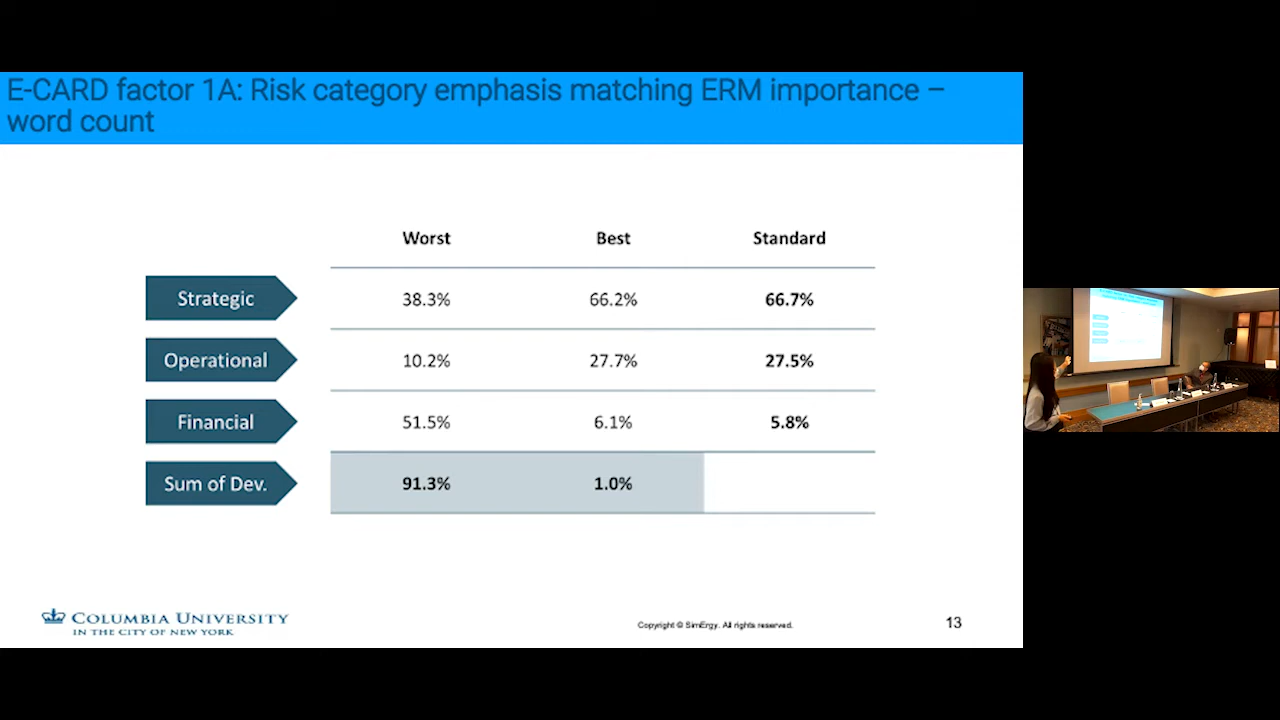 E-CARD factor 1A: Risk category emphasis matching ERM importance –
word count
Worst Best Standard
Strategic 38.3% 66.2% 66.7%
Operational 10.2% 27.7% 27.5%
Financial 51.5% 6.1% 5.8%
Sum of Dev. 91.3% 1.0%
COLUMBIA UNIVERSITY
IN THE CITY OF NEW YORK
Copyright © SimErgy. All rights reserved.
13